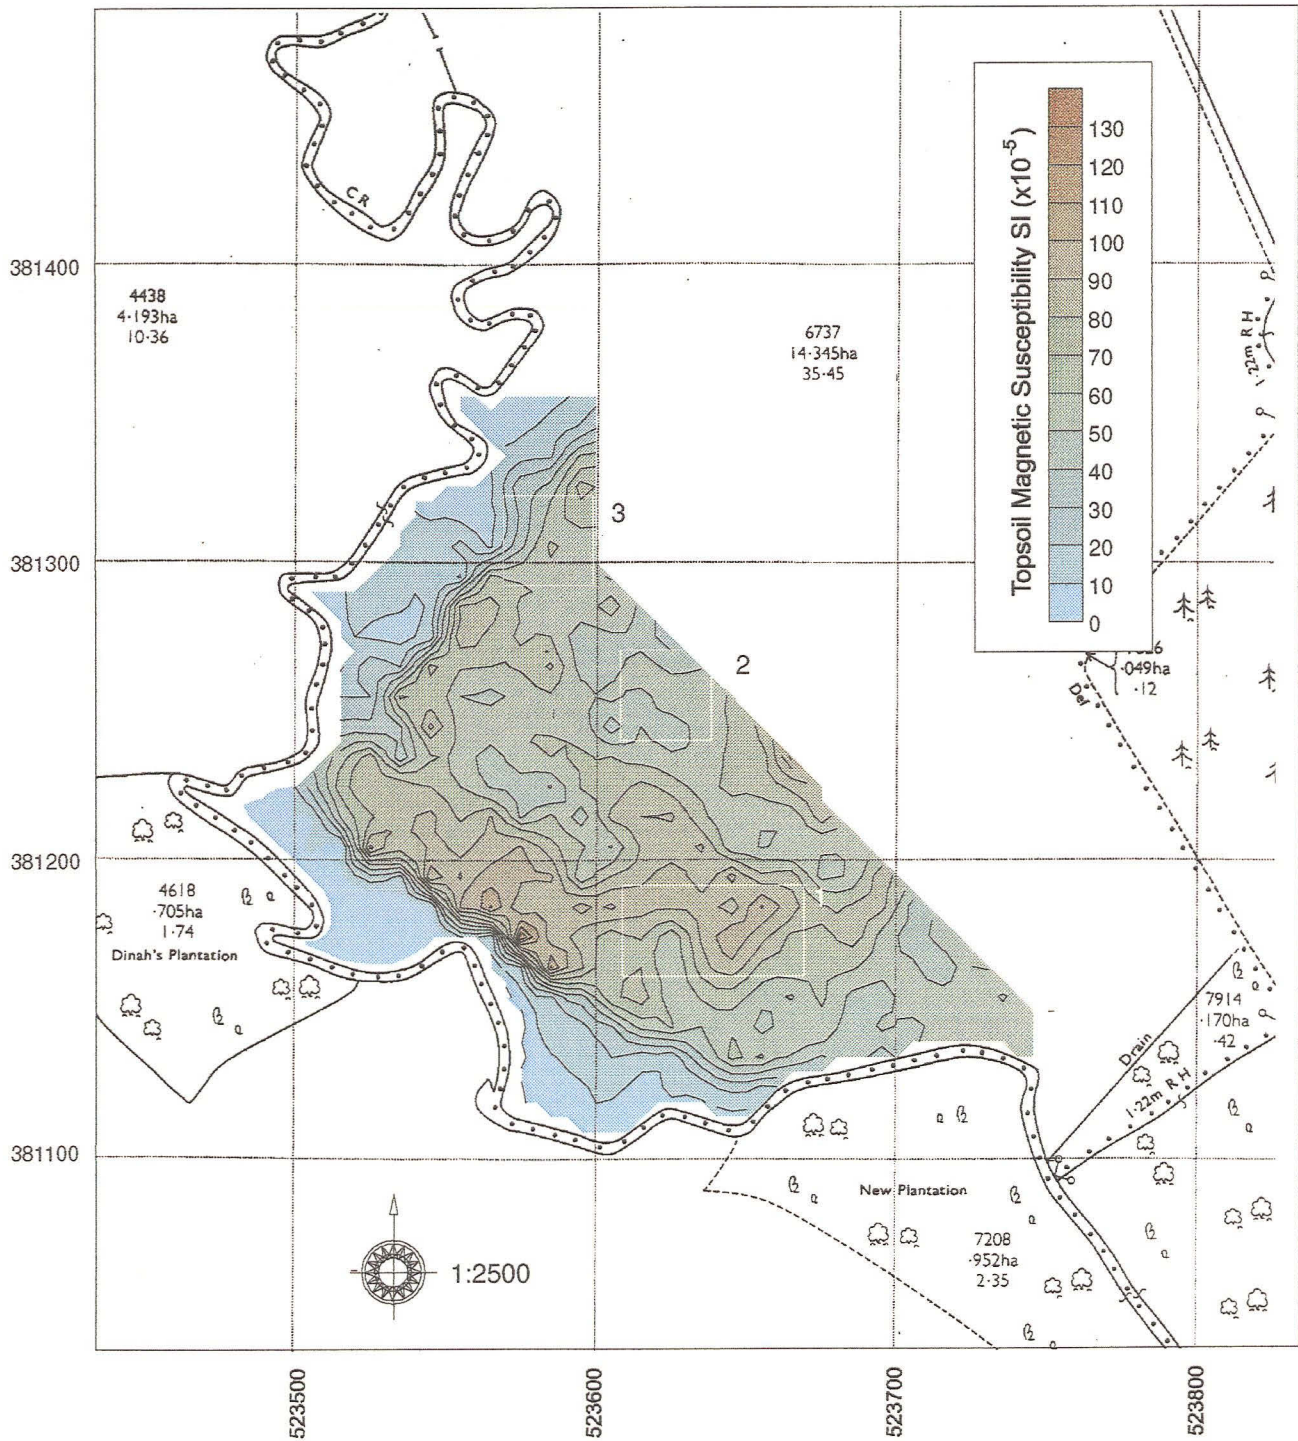 C R
381400
4438
4·193ha
10·36
6737
14·345ha
35·45
Topsoil Magnetic Susceptibility SI (x10⁻⁵)
130
120
110
100
90
80
70
60
50
40
30
20
10
0
1·22m R H
3
381300
2
·049ha
·12
Def
381200
4618
·705ha
1·74
Dinah's Plantation
1
7914
·170ha
·42
Drain
1·22m R H
381100
New Plantation
7208
·952ha
2·35
1:2500
523500
523600
523700
523800